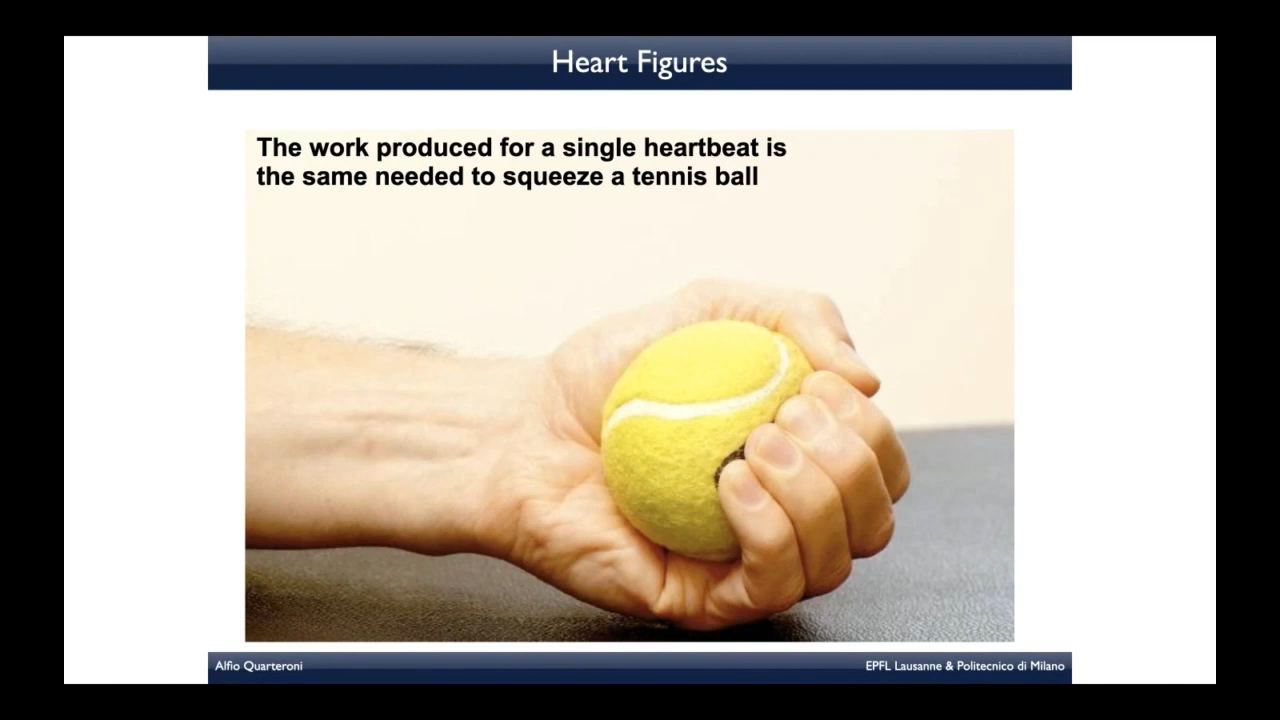 Heart Figures
The work produced for a single heartbeat is
the same needed to squeeze a tennis ball
Alfio Quarteroni
EPFL Lausanne & Politecnico di Milano